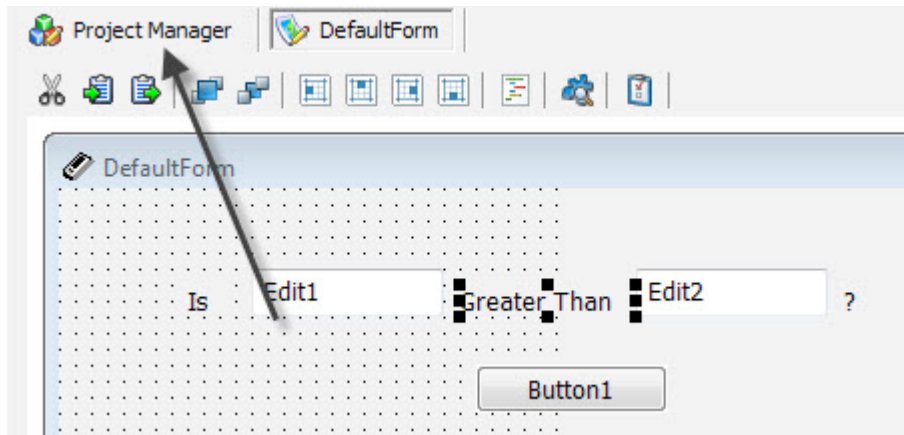 Project Manager DefaultForm
DefaultForm
Is Edit1 Greater Than Edit2 ?
Button1